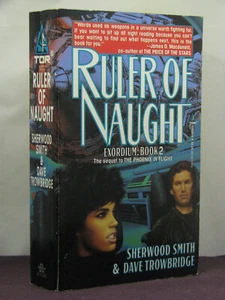 "Words used as weapons in a universe worth fighting for.
If you want to sit up all night reading because you can't
bear waiting to find out what happens next, this is the
book for you." —James D. Macdonald,
co-author of THE PRICE OF THE STARS
RULER OF
NAUGHT
EXORDIUM: BOOK 2
The sequel to THE PHOENIX IN FLIGHT
SHERWOOD SMITH
& DAVE TROWBRIDGE
TOR
RULER
OF
NAUGHT
SHERWOOD
SMITH
&
DAVE
TROWBRIDGE